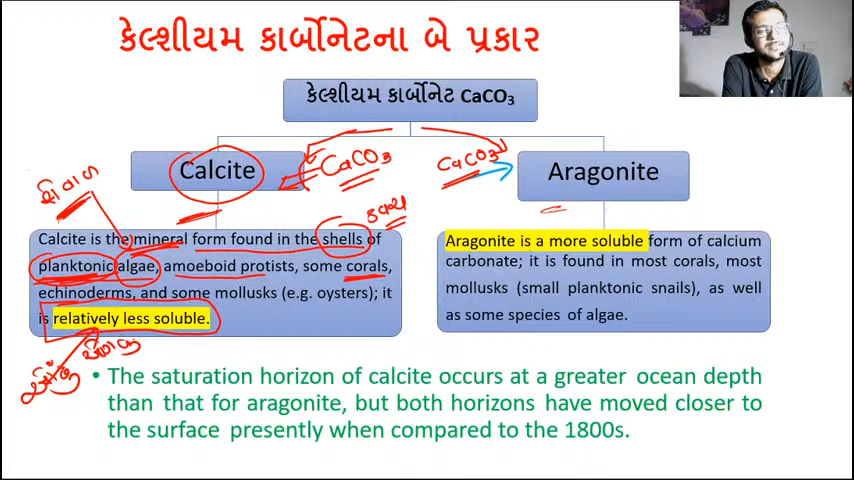 કેલ્શીયમ કાર્બોનેટના બે પ્રકાર
કેલ્શીયમ કાર્બોનેટ CaCO₃
Calcite
CaCO₃
CaCO₃
Aragonite
શેવાળ
Calcite is the mineral form found in the shells of
planktonic algae, amoeboid protists, some corals,
echinoderms, and some mollusks (e.g. oysters); it
is relatively less soluble.
Aragonite is a more soluble form of calcium
carbonate; it is found in most corals, most
mollusks (small planktonic snails), as well
as some species of algae.
• The saturation horizon of calcite occurs at a greater ocean depth
than that for aragonite, but both horizons have moved closer to
the surface presently when compared to the 1800s.